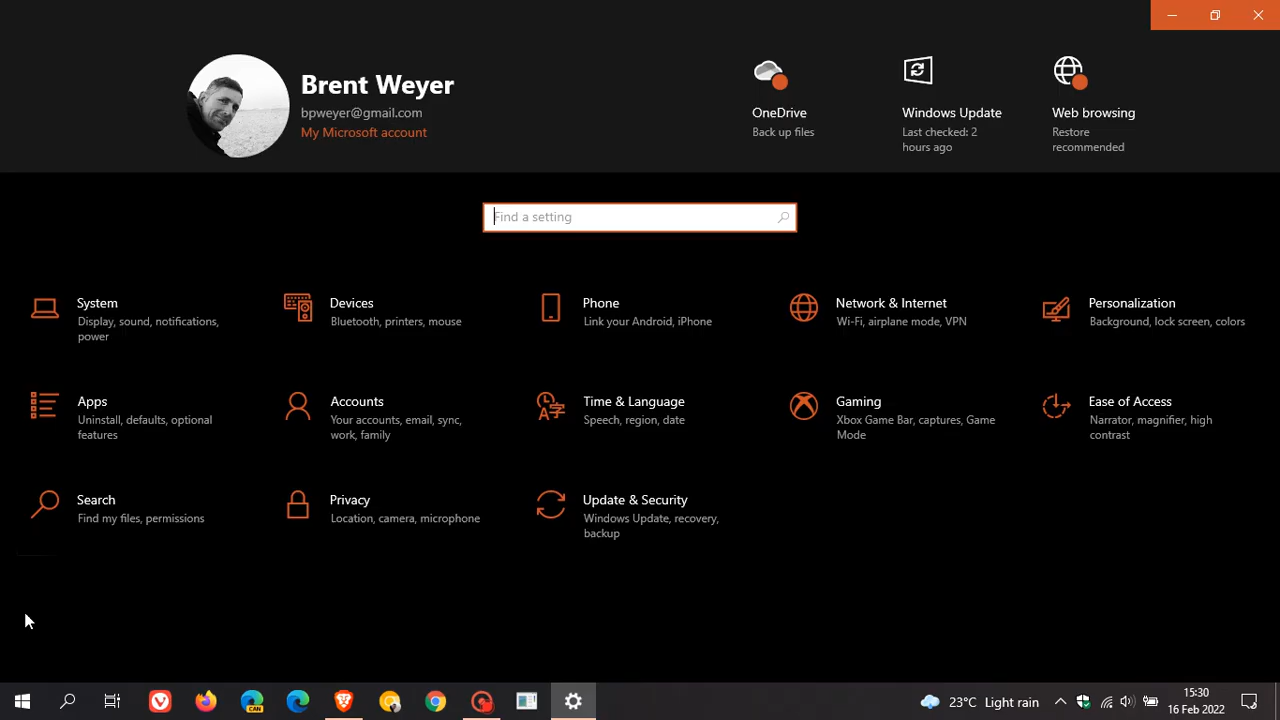 Brent Weyer
bpweyer@gmail.com
My Microsoft account
OneDrive
Back up files
Windows Update
Last checked: 2
hours ago
Web browsing
Restore
recommended
Find a setting
System
Display, sound, notifications,
power
Devices
Bluetooth, printers, mouse
Phone
Link your Android, iPhone
Network & Internet
Wi-Fi, airplane mode, VPN
Personalization
Background, lock screen, colors
Apps
Uninstall, defaults, optional
features
Accounts
Your accounts, email, sync,
work, family
Time & Language
Speech, region, date
Gaming
Xbox Game Bar, captures, Game
Mode
Ease of Access
Narrator, magnifier, high
contrast
Search
Find my files, permissions
Privacy
Location, camera, microphone
Update & Security
Windows Update, recovery,
backup
CAN
23°C Light rain
15:30
16 Feb 2022